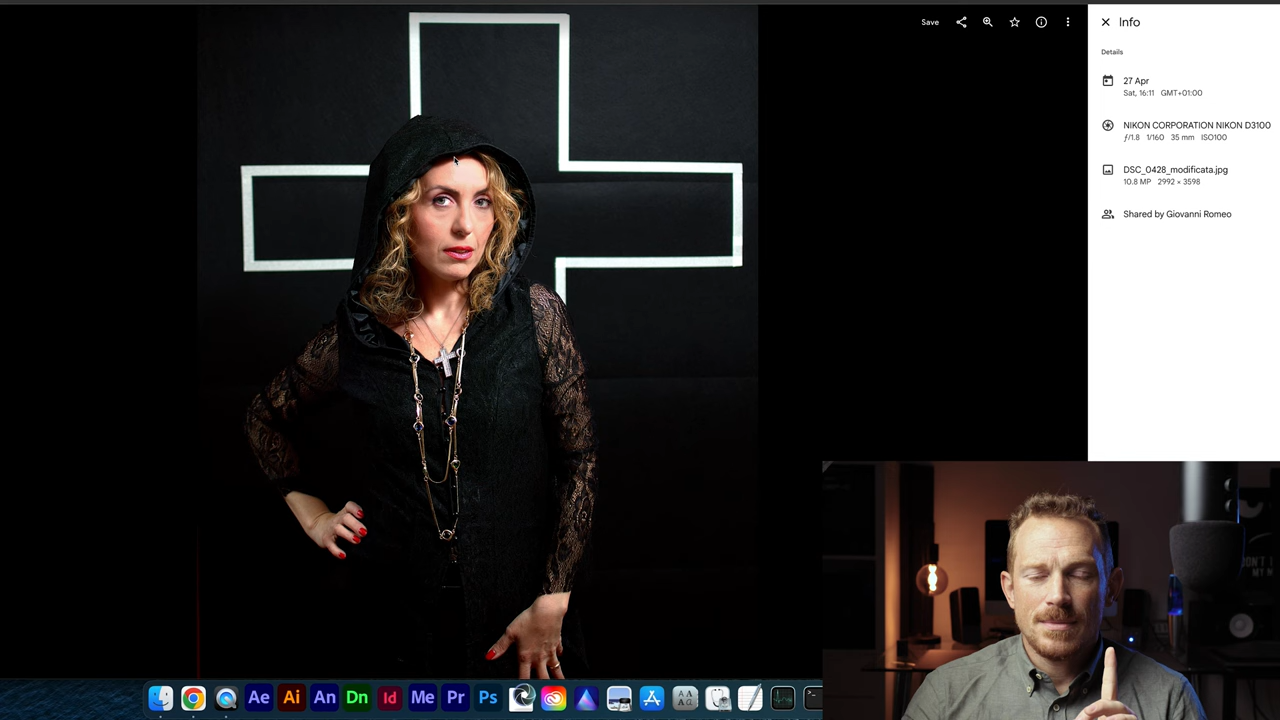 Save
Info
Details
27 Apr
Sat, 16:11 GMT+01:00
NIKON CORPORATION NIKON D3100
ƒ/1.8 1/160 35 mm ISO100
DSC_0428_modificata.jpg
10.8 MP 2992 × 3598
Shared by Giovanni Romeo
Ae Ai An Dn Id Me Pr Ps